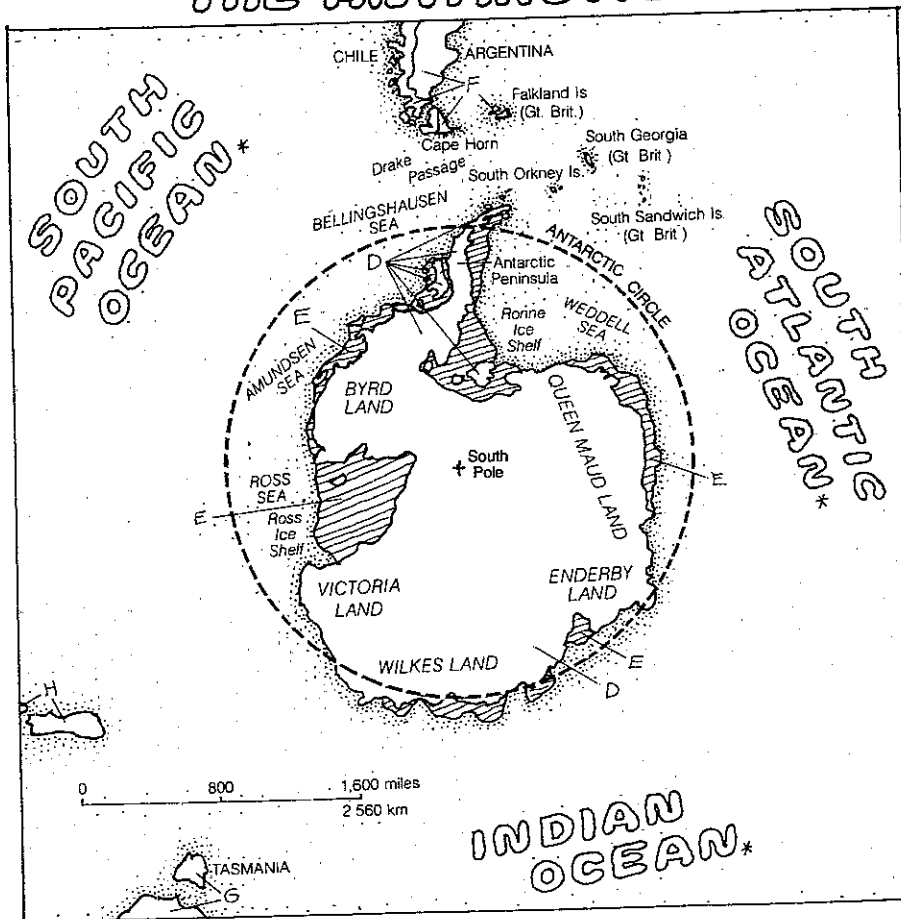 CHILE
ARGENTINA
F
Falkland Is
(Gt. Brit.)
Cape Horn
Drake
Passage
South Georgia
(Gt Brit)
South Orkney Is.
South Sandwich Is.
(Gt Brit)
SOUTH
PACIFIC
OCEAN*
BELLINGSHAUSEN
SEA
ANTARCTIC
CIRCLE
SOUTH
ATLANTIC
OCEAN*
D
Antarctic
Peninsula
WEDDELL
SEA
Ronne
Ice
Shelf
E
AMUNDSEN
SEA
BYRD
LAND
QUEEN MAUD LAND
South
Pole
E
ROSS
SEA
E
Ross
Ice
Shelf
VICTORIA
LAND
ENDERBY
LAND
E
WILKES LAND
D
H
0 800 1,600 miles
2 560 km
INDIAN
OCEAN*
TASMANIA
G